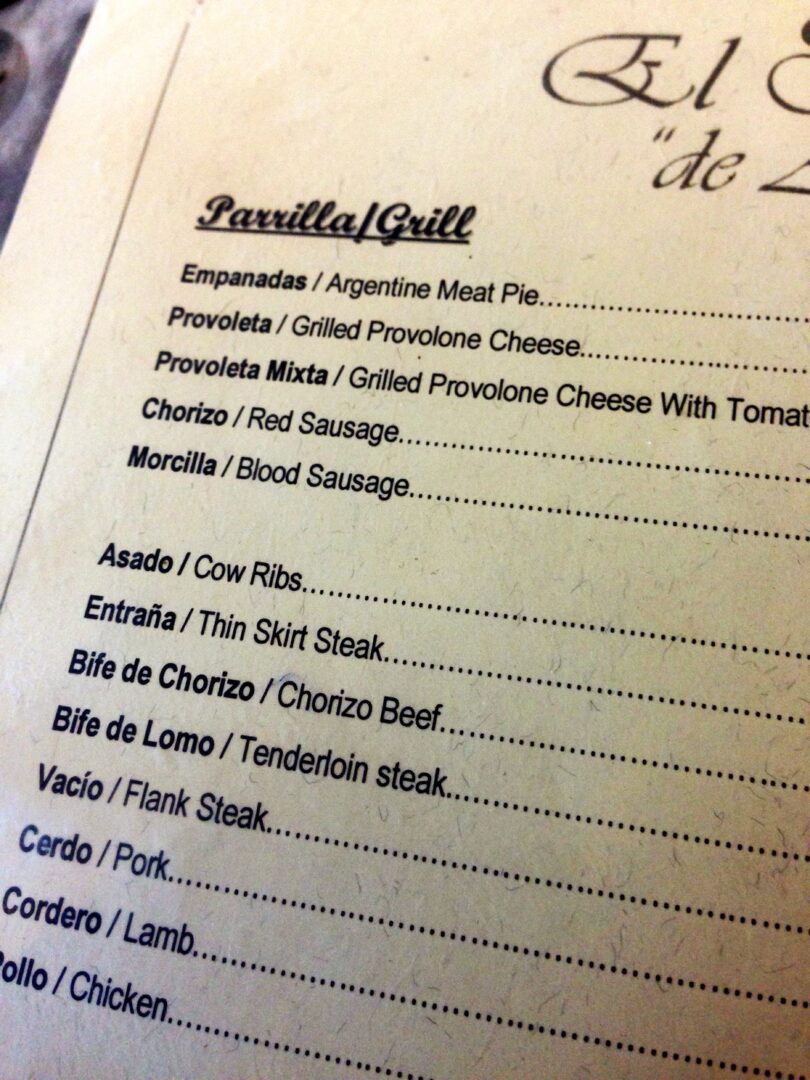 El
"de
Parrilla/Grill
Empanadas / Argentine Meat Pie........................
Provoleta / Grilled Provolone Cheese........................
Provoleta Mixta / Grilled Provolone Cheese With Tomat
Chorizo / Red Sausage........................
Morcilla / Blood Sausage........................
Asado / Cow Ribs........................
Entraña / Thin Skirt Steak........................
Bife de Chorizo / Chorizo Beef........................
Bife de Lomo / Tenderloin steak........................
Vacío / Flank Steak........................
Cerdo / Pork........................
Cordero / Lamb........................
ollo / Chicken........................